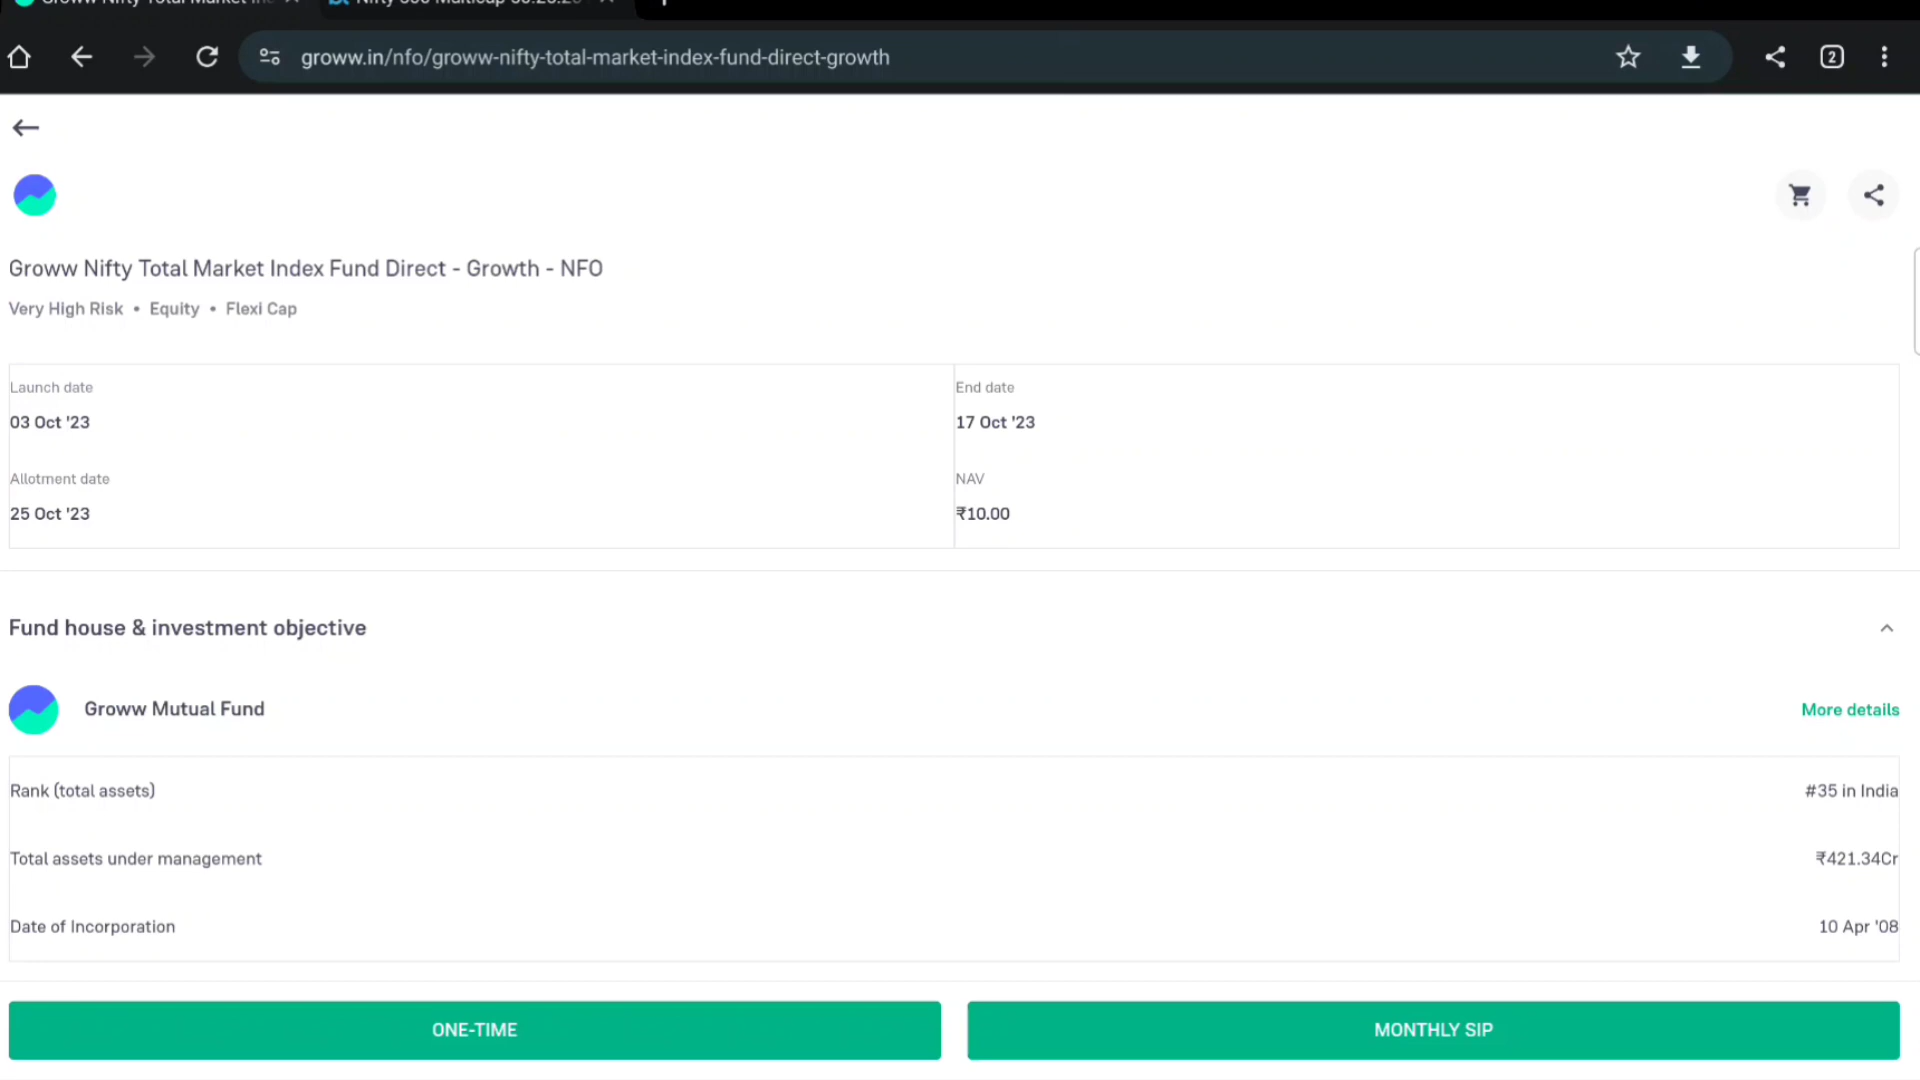 groww.in/nfo/groww-nifty-total-market-index-fund-direct-growth
2
Groww Nifty Total Market Index Fund Direct - Growth - NFO
Very High Risk • Equity • Flexi Cap
Launch date
03 Oct '23
End date
17 Oct '23
Allotment date
25 Oct '23
NAV
₹10.00
Fund house & investment objective
Groww Mutual Fund
More details
Rank (total assets)
#35 in India
Total assets under management
₹421.34Cr
Date of Incorporation
10 Apr '08
ONE-TIME
MONTHLY SIP